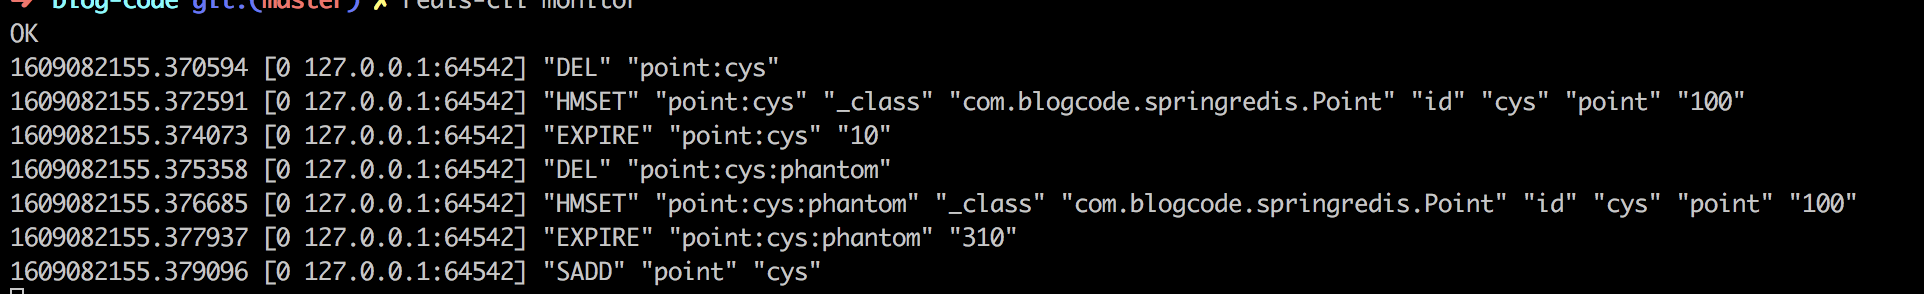 ➜ blog-code git:(master) ✗ redis-cli monitor
OK
1609082155.370594 [0 127.0.0.1:64542] "DEL" "point:cys"
1609082155.372591 [0 127.0.0.1:64542] "HMSET" "point:cys" "_class" "com.blogcode.springredis.Point" "id" "cys" "point" "100"
1609082155.374073 [0 127.0.0.1:64542] "EXPIRE" "point:cys" "10"
1609082155.375358 [0 127.0.0.1:64542] "DEL" "point:cys:phantom"
1609082155.376685 [0 127.0.0.1:64542] "HMSET" "point:cys:phantom" "_class" "com.blogcode.springredis.Point" "id" "cys" "point" "100"
1609082155.377937 [0 127.0.0.1:64542] "EXPIRE" "point:cys:phantom" "310"
1609082155.379096 [0 127.0.0.1:64542] "SADD" "point" "cys"